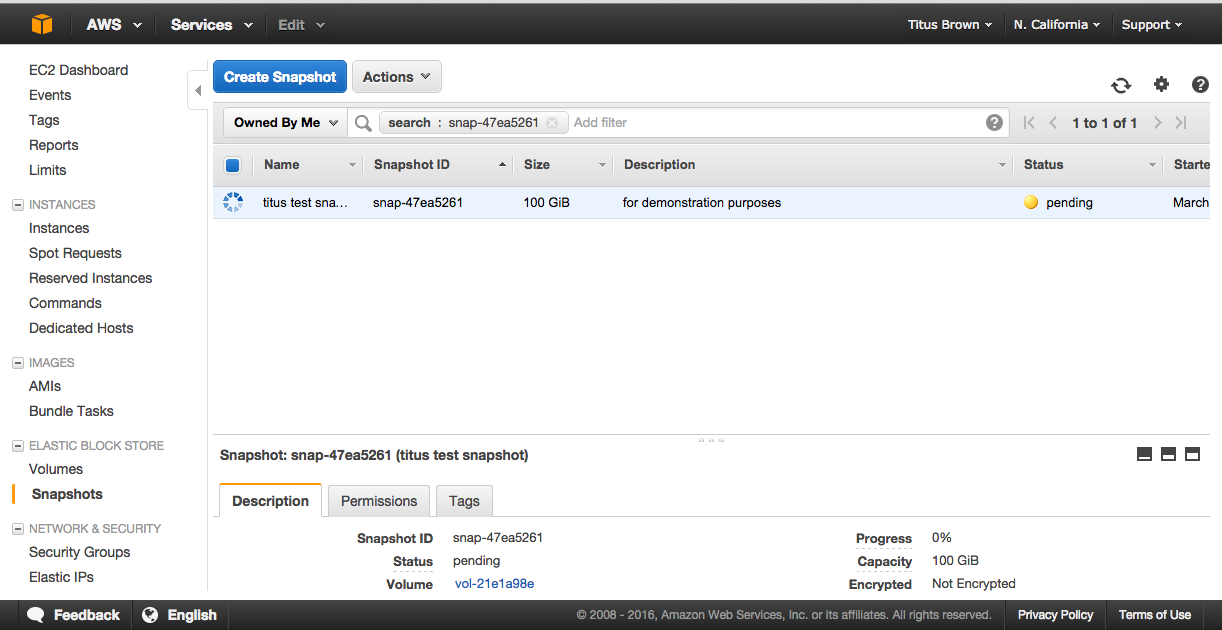 AWS Services Edit Titus Brown N. California Support
EC2 Dashboard
Events
Tags
Reports
Limits
INSTANCES
Instances
Spot Requests
Reserved Instances
Commands
Dedicated Hosts
IMAGES
AMIs
Bundle Tasks
ELASTIC BLOCK STORE
Volumes
Snapshots
NETWORK & SECURITY
Security Groups
Elastic IPs
Create Snapshot Actions
Owned By Me search : snap-47ea5261 Add filter 1 to 1 of 1
Name Snapshot ID Size Description Status Starte
titus test sna... snap-47ea5261 100 GiB for demonstration purposes pending March
Snapshot: snap-47ea5261 (titus test snapshot)
Description Permissions Tags
Snapshot ID snap-47ea5261 Progress 0%
Status pending Capacity 100 GiB
Volume vol-21e1a98e Encrypted Not Encrypted
Feedback English © 2008 - 2016, Amazon Web Services, Inc. or its affiliates. All rights reserved. Privacy Policy Terms of Use